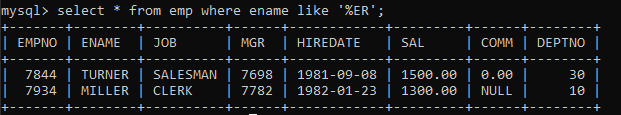 mysql> select * from emp where ename like '%ER';
+-------+--------+----------+------+------------+---------+------+--------+
| EMPNO | ENAME  | JOB      | MGR  | HIREDATE   | SAL     | COMM | DEPTNO |
+-------+--------+----------+------+------------+---------+------+--------+
|  7844 | TURNER | SALESMAN | 7698 | 1981-09-08 | 1500.00 | 0.00 |     30 |
|  7934 | MILLER | CLERK    | 7782 | 1982-01-23 | 1300.00 | NULL |     10 |
+-------+--------+----------+------+------------+---------+------+--------+